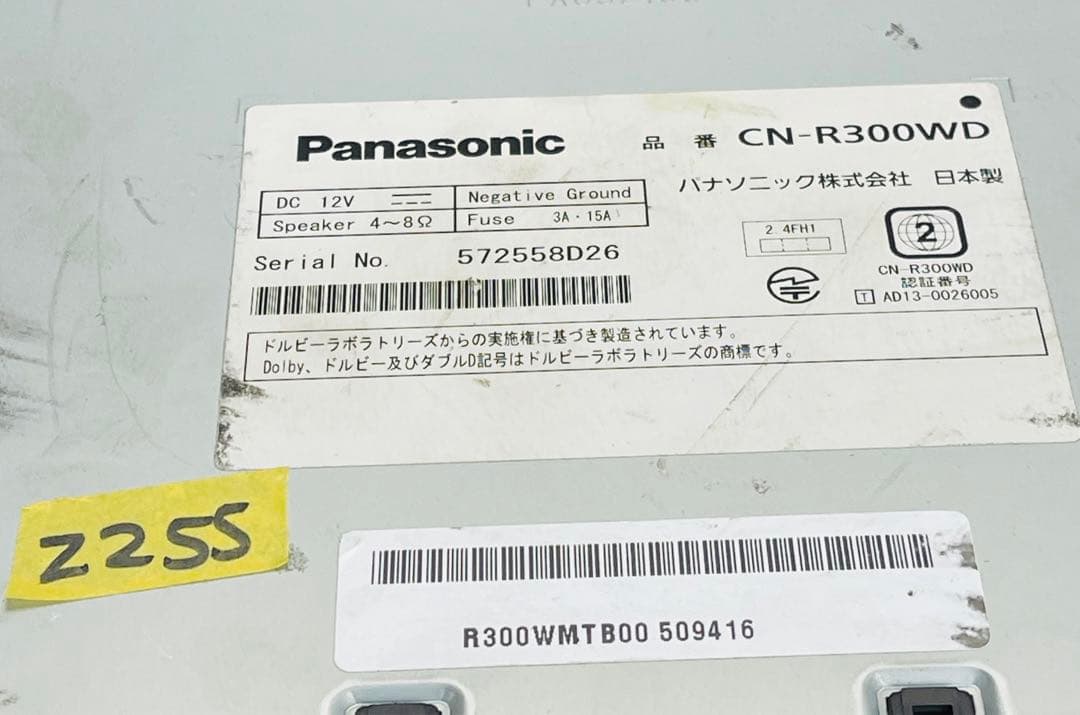 Panasonic 品番 CN-R300WD
パナソニック株式会社 日本製
DC 12V Negative Ground
Speaker 4～8Ω Fuse 3A・15A
Serial No. 572558D26
2.4FH1
2
CN-R300WD
認証番号
T AD13-0026005
ドルビーラボラトリーズからの実施権に基づき製造されています。
Dolby、ドルビー及びダブルD記号はドルビーラボラトリーズの商標です。
Z25S
R300WMTB00 509416